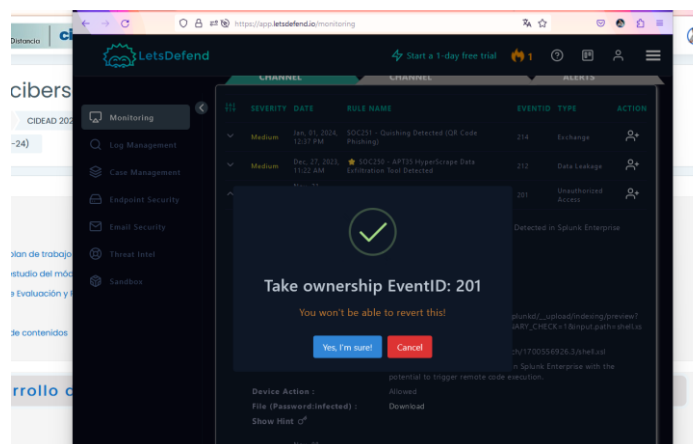 https://app.letsdefend.io/monitoring
Distancia
LetsDefend
Start a 1-day free trial
1
cibers
CIDEAD 202
-24)
CHANNEL
CHANNEL
ALERTS
SEVERITY DATE RULE NAME EVENTID TYPE ACTION
Monitoring
Log Management
Case Management
Endpoint Security
Email Security
Threat Intel
Sandbox
Medium Jan, 01, 2024, 12:37 PM SOC251 - Quishing Detected (QR Code Phishing) 214 Exchange
Medium Dec, 27, 2023, 11:22 AM SOC250 - APT35 HyperScrape Data Exfiltration Tool Detected 212 Data Leakage
201 Unauthorized Access
Detected in Splunk Enterprise
Take ownership EventID: 201
You won't be able to revert this!
Yes, I'm sure! Cancel
plan de trabajo
studio del mód
e Evaluación y
de contenidos
rrollo
splunkd/__upload/indexing/preview?
NARY_CHECK=1&input.path=shell.xs
ch/1700556926.3/shell.xsl
n Splunk Enterprise with the
potential to trigger remote code execution.
Device Action : Allowed
File (Password:infected) : Download
Show Hint